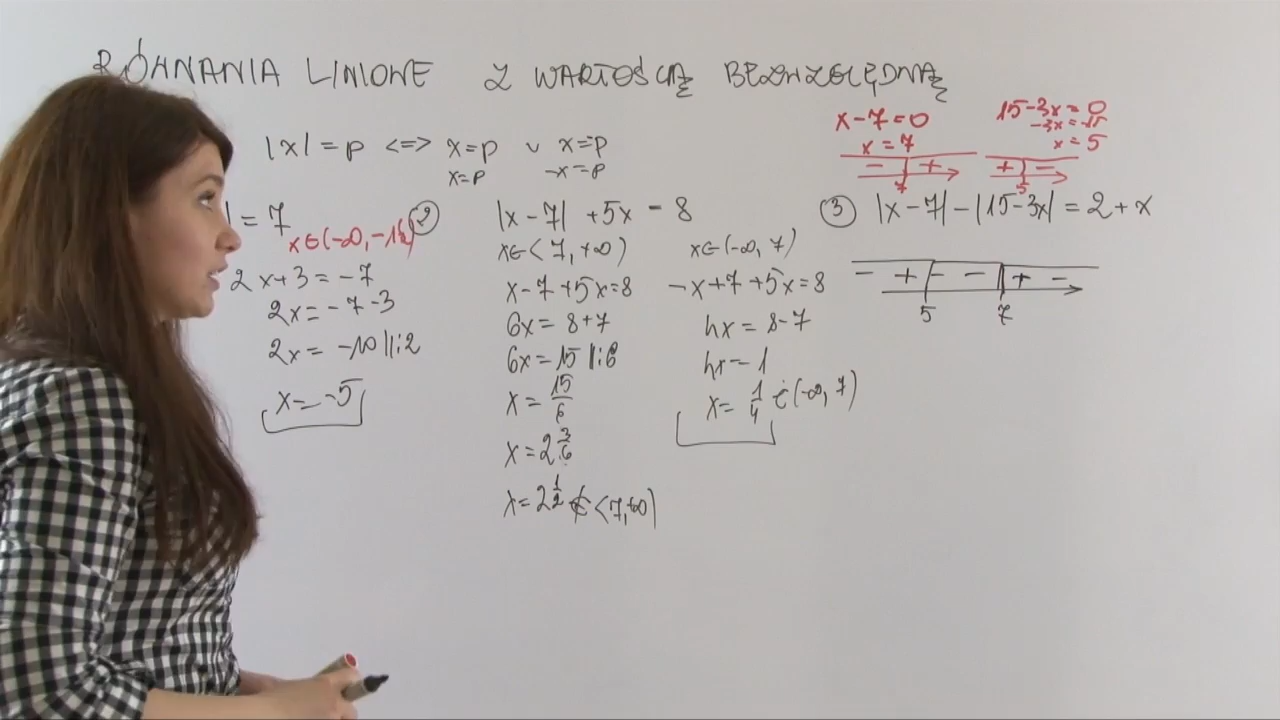 RÓWNANIA LINIOWE Z WARTOŚCIĄ BEZWZGLĘDNĄ
|x| = p <=> x=p ∨ x=-p
x=p -x=p
| = 7
x∈(-∞,
2x+3 = -7
2x = -7-3
2x = -10 ||:2
x = -5
② |x-7| + 5x = 8
x∈<7,+∞) x∈(-∞,7)
x-7+5x=8 -x+7+5x=8
6x = 8+7 4x = 8-7
6x = 15 ||:6 4x = 1
x = 15/6 x = 1/4 ∈(-∞,7)
x = 2 3/6
x = 2 1/2 ∉ <7,+∞)
x-7=0 15-3x=0
-3x=-15
x=7 x=5
- + + -
7 5
③ |x-7| - |15-3x| = 2+x
- + - - + -
5 7